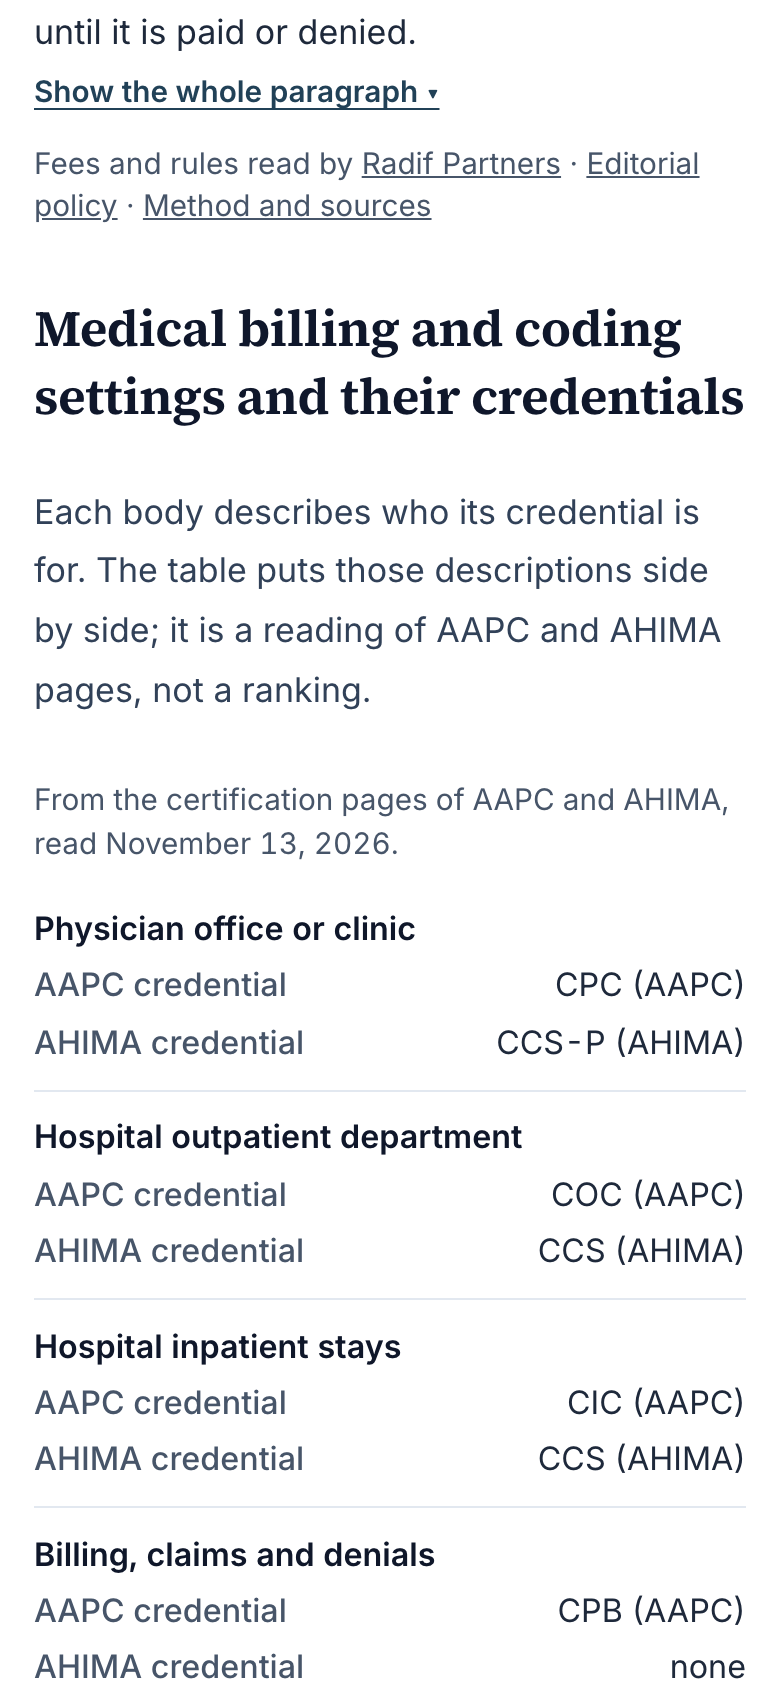 until it is paid or denied.
Show the whole paragraph ▾
Fees and rules read by Radif Partners · Editorial
policy · Method and sources
Medical billing and coding
settings and their credentials
Each body describes who its credential is
for. The table puts those descriptions side
by side; it is a reading of AAPC and AHIMA
pages, not a ranking.
From the certification pages of AAPC and AHIMA,
read November 13, 2026.
Physician office or clinic
AAPC credential CPC (AAPC)
AHIMA credential CCS-P (AHIMA)
Hospital outpatient department
AAPC credential COC (AAPC)
AHIMA credential CCS (AHIMA)
Hospital inpatient stays
AAPC credential CIC (AAPC)
AHIMA credential CCS (AHIMA)
Billing, claims and denials
AAPC credential CPB (AAPC)
AHIMA credential none